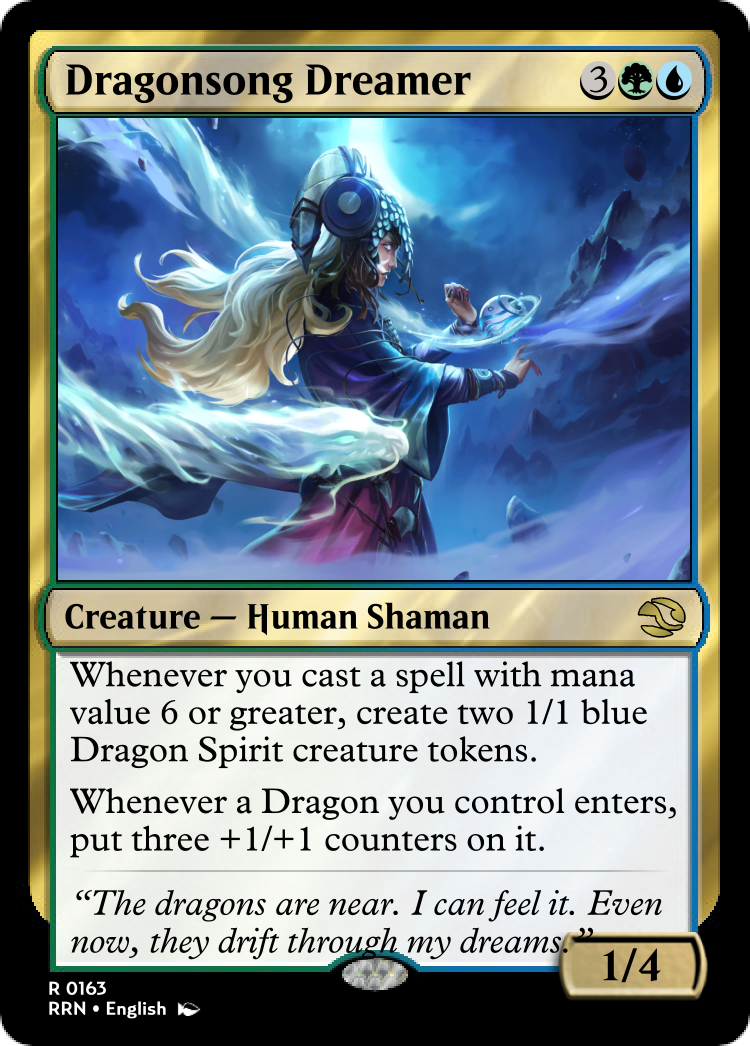 Dragonsong Dreamer 3
Creature — Human Shaman
Whenever you cast a spell with mana
value 6 or greater, create two 1/1 blue
Dragon Spirit creature tokens.
Whenever a Dragon you control enters,
put three +1/+1 counters on it.
“The dragons are near. I can feel it. Even
now, they drift through my dreams.”
1/4
R 0163
RRN • English